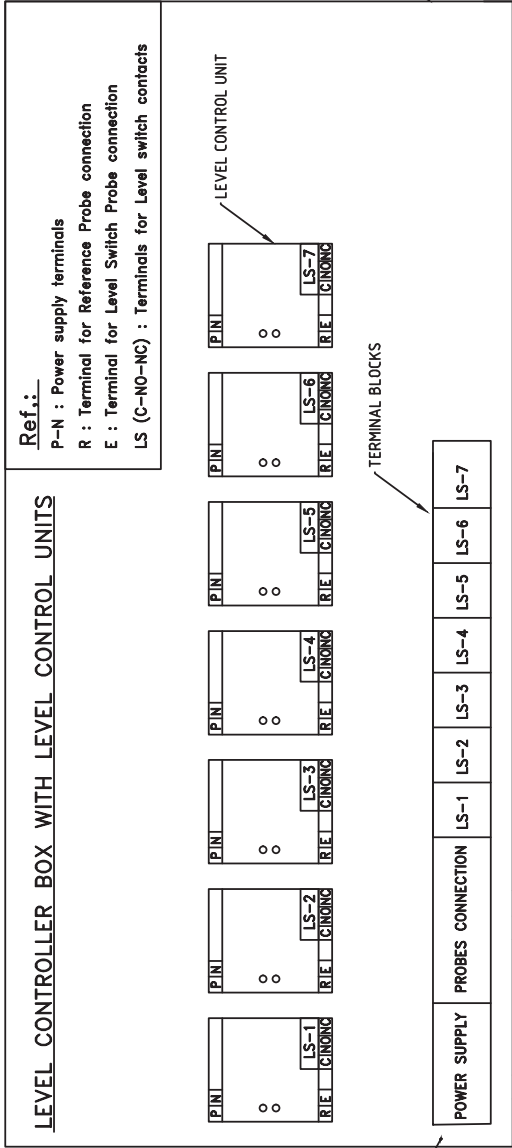 LEVEL CONTROLLER BOX WITH LEVEL CONTROL UNITS
Ref.:
P-N : Power supply terminals
R : Terminal for Reference Probe connection
E : Terminal for Level Switch Probe connection
LS (C-NO-NC) : Terminals for Level switch contacts
LEVEL CONTROL UNIT
P N P N P N P N P N P N P N
LS-1 LS-2 LS-3 LS-4 LS-5 LS-6 LS-7
R E C NO NC R E C NO NC R E C NO NC R E C NO NC R E C NO NC R E C NO NC R E C NO NC
TERMINAL BLOCKS
POWER SUPPLY PROBES CONNECTION LS-1 LS-2 LS-3 LS-4 LS-5 LS-6 LS-7